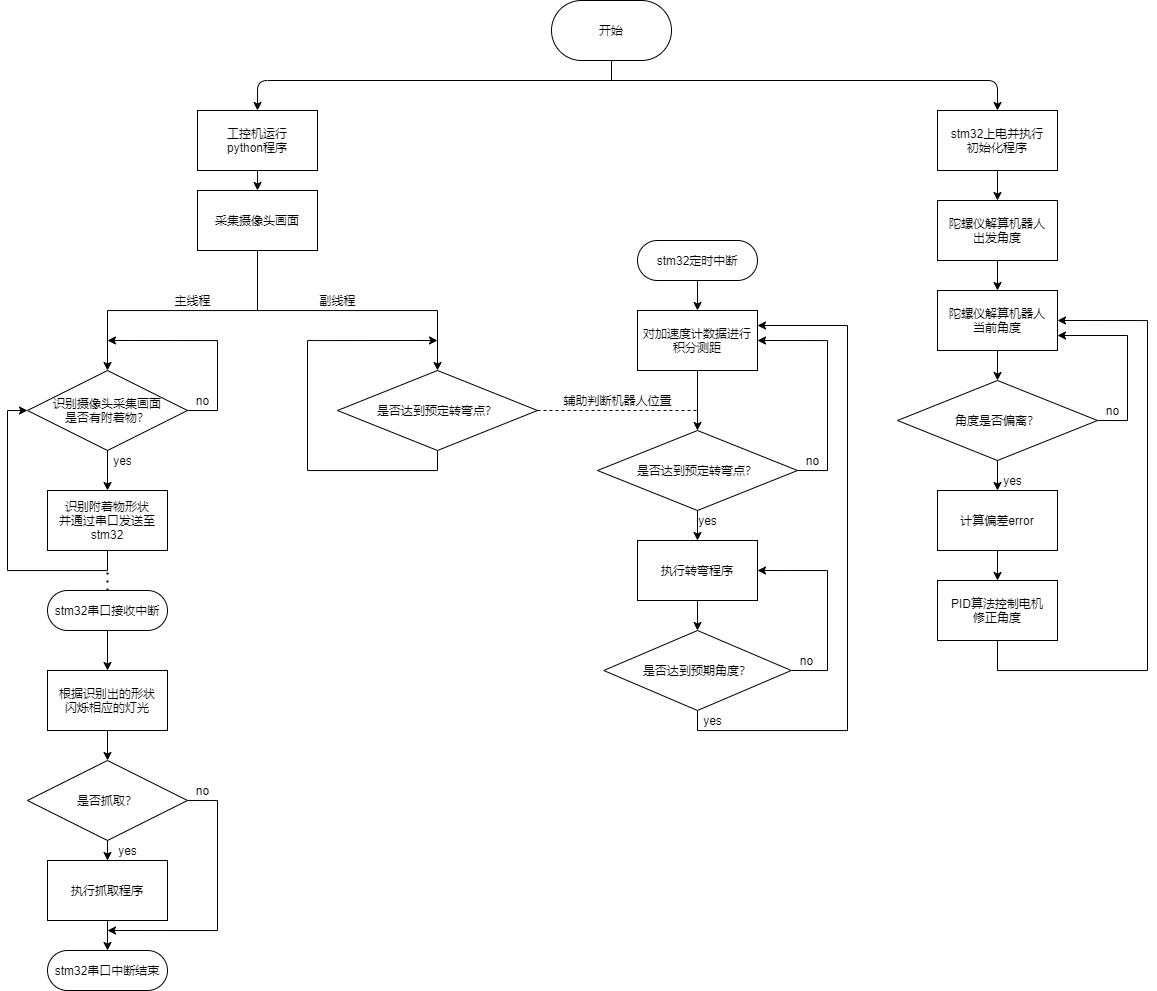 开始
工控机运行
python程序
采集摄像头画面
主线程
副线程
识别摄像头采集画面
是否有附着物?
no
yes
识别附着物形状
并通过串口发送至
stm32
stm32串口接收中断
根据识别出的形状
闪烁相应的灯光
是否抓取?
no
yes
执行抓取程序
stm32串口中断结束
是否达到预定转弯点?
辅助判断机器人位置
stm32定时中断
对加速度计数据进行
积分测距
是否达到预定转弯点?
no
yes
执行转弯程序
是否达到预期角度?
no
yes
stm32上电并执行
初始化程序
陀螺仪解算机器人
出发角度
陀螺仪解算机器人
当前角度
角度是否偏离?
no
yes
计算偏差error
PID算法控制电机
修正角度